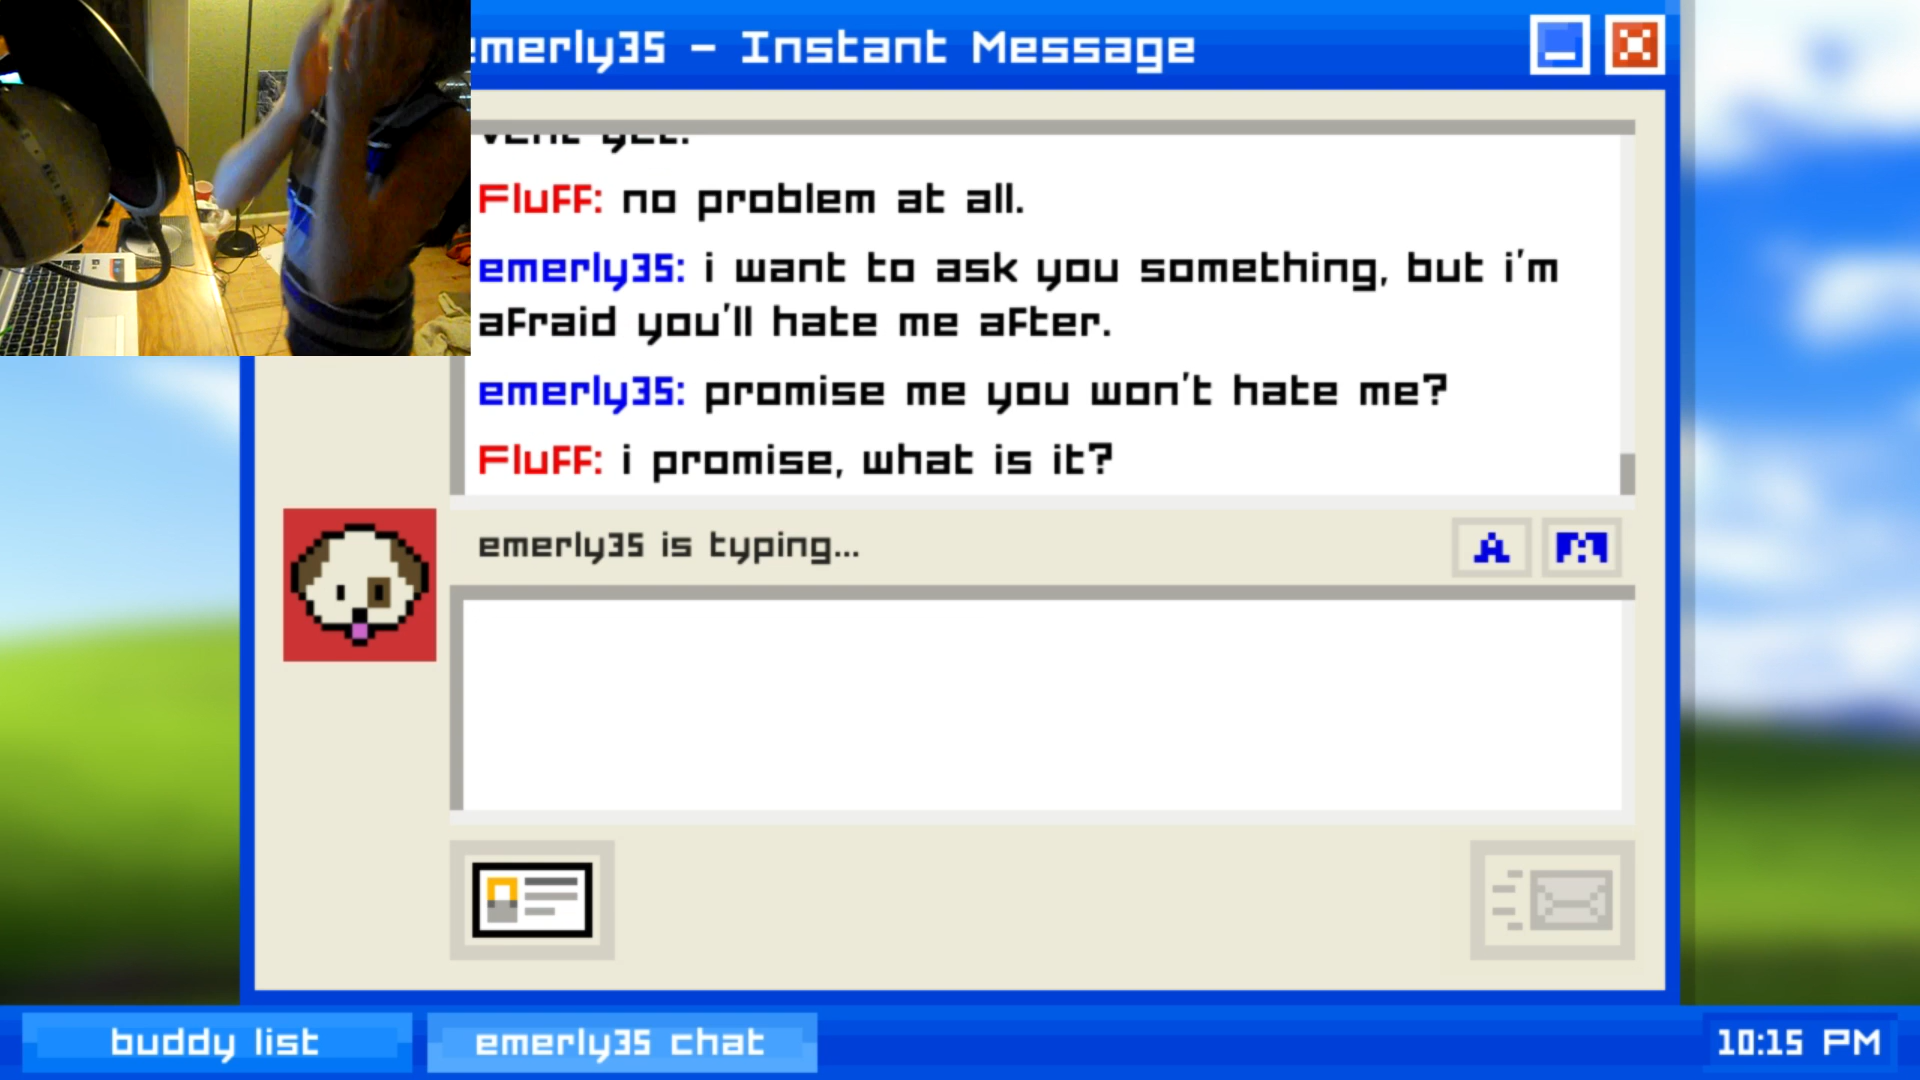 emerly35 - Instant Message
Fluff: no problem at all.
emerly35: i want to ask you something, but i'm
afraid you'll hate me after.
emerly35: promise me you won't hate me?
Fluff: i promise, what is it?
emerly35 is typing...
A
buddy list
emerly35 chat
10:15 PM